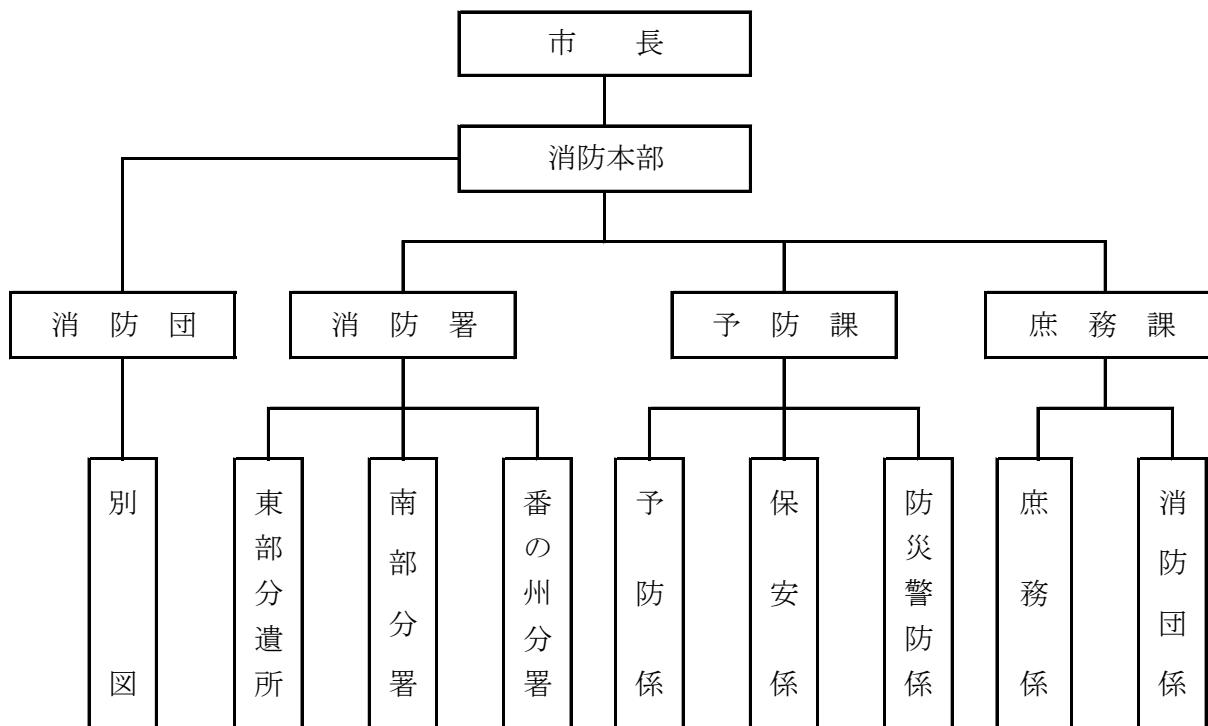 市　　長
消防本部
消　防　団
消　防　署
予　防　課
庶　務　課
別図
東部分遺所
南部分署
番の州分署
予防係
保安係
防災警防係
庶務係
消防団係